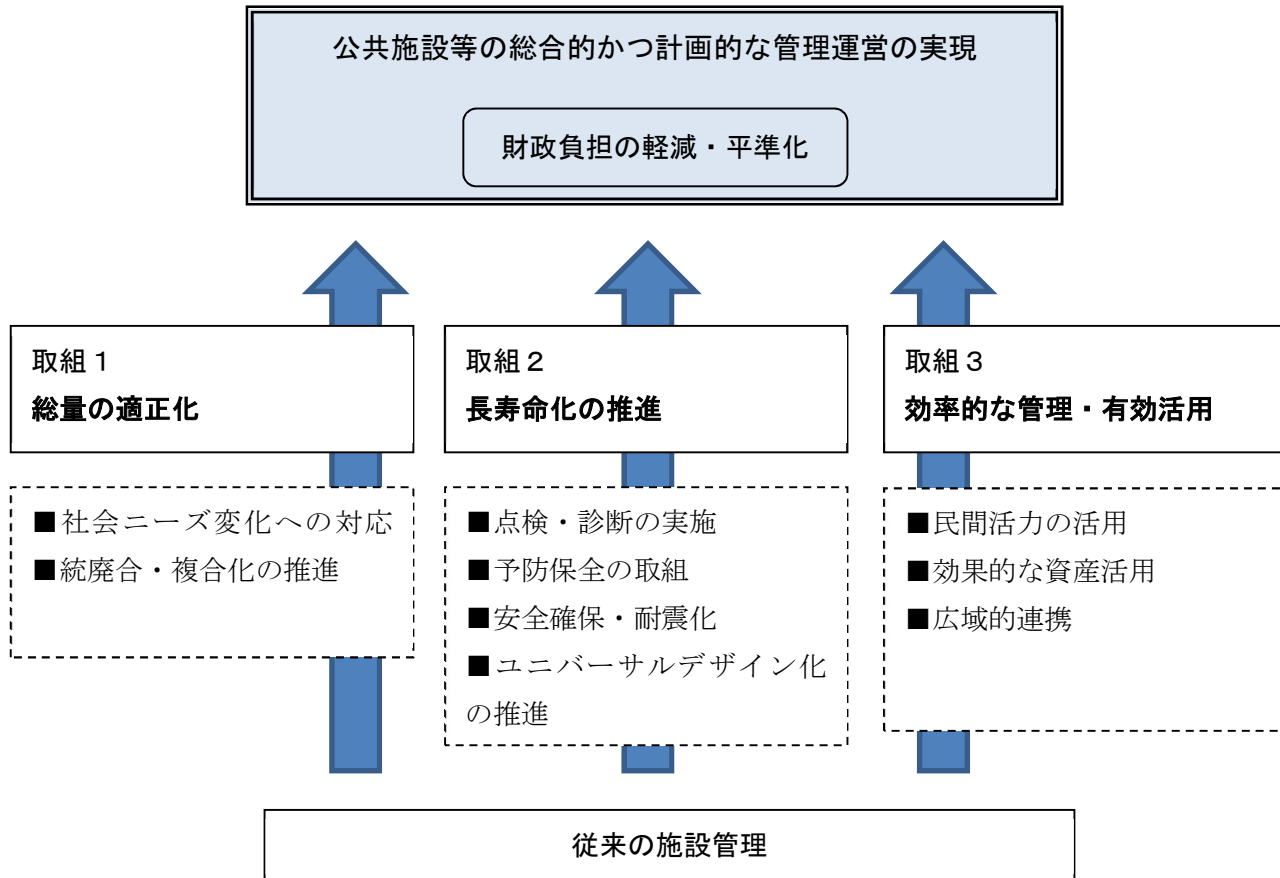 公共施設等の総合的かつ計画的な管理運営の実現
財政負担の軽減・平準化
取組１
総量の適正化
■社会ニーズ変化への対応
■統廃合・複合化の推進
取組２
長寿命化の推進
■点検・診断の実施
■予防保全の取組
■安全確保・耐震化
■ユニバーサルデザイン化
の推進
取組３
効率的な管理・有効活用
■民間活力の活用
■効果的な資産活用
■広域的連携
従来の施設管理